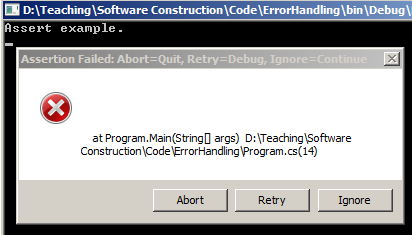 D:\Teaching\Software Construction\Code\ErrorHandling\bin\Debug\
Assert example.
Assertion Failed: Abort=Quit, Retry=Debug, Ignore=Continue
at Program.Main(String[] args) D:\Teaching\Software
Construction\Code\ErrorHandling\Program.cs(14)
Abort Retry Ignore